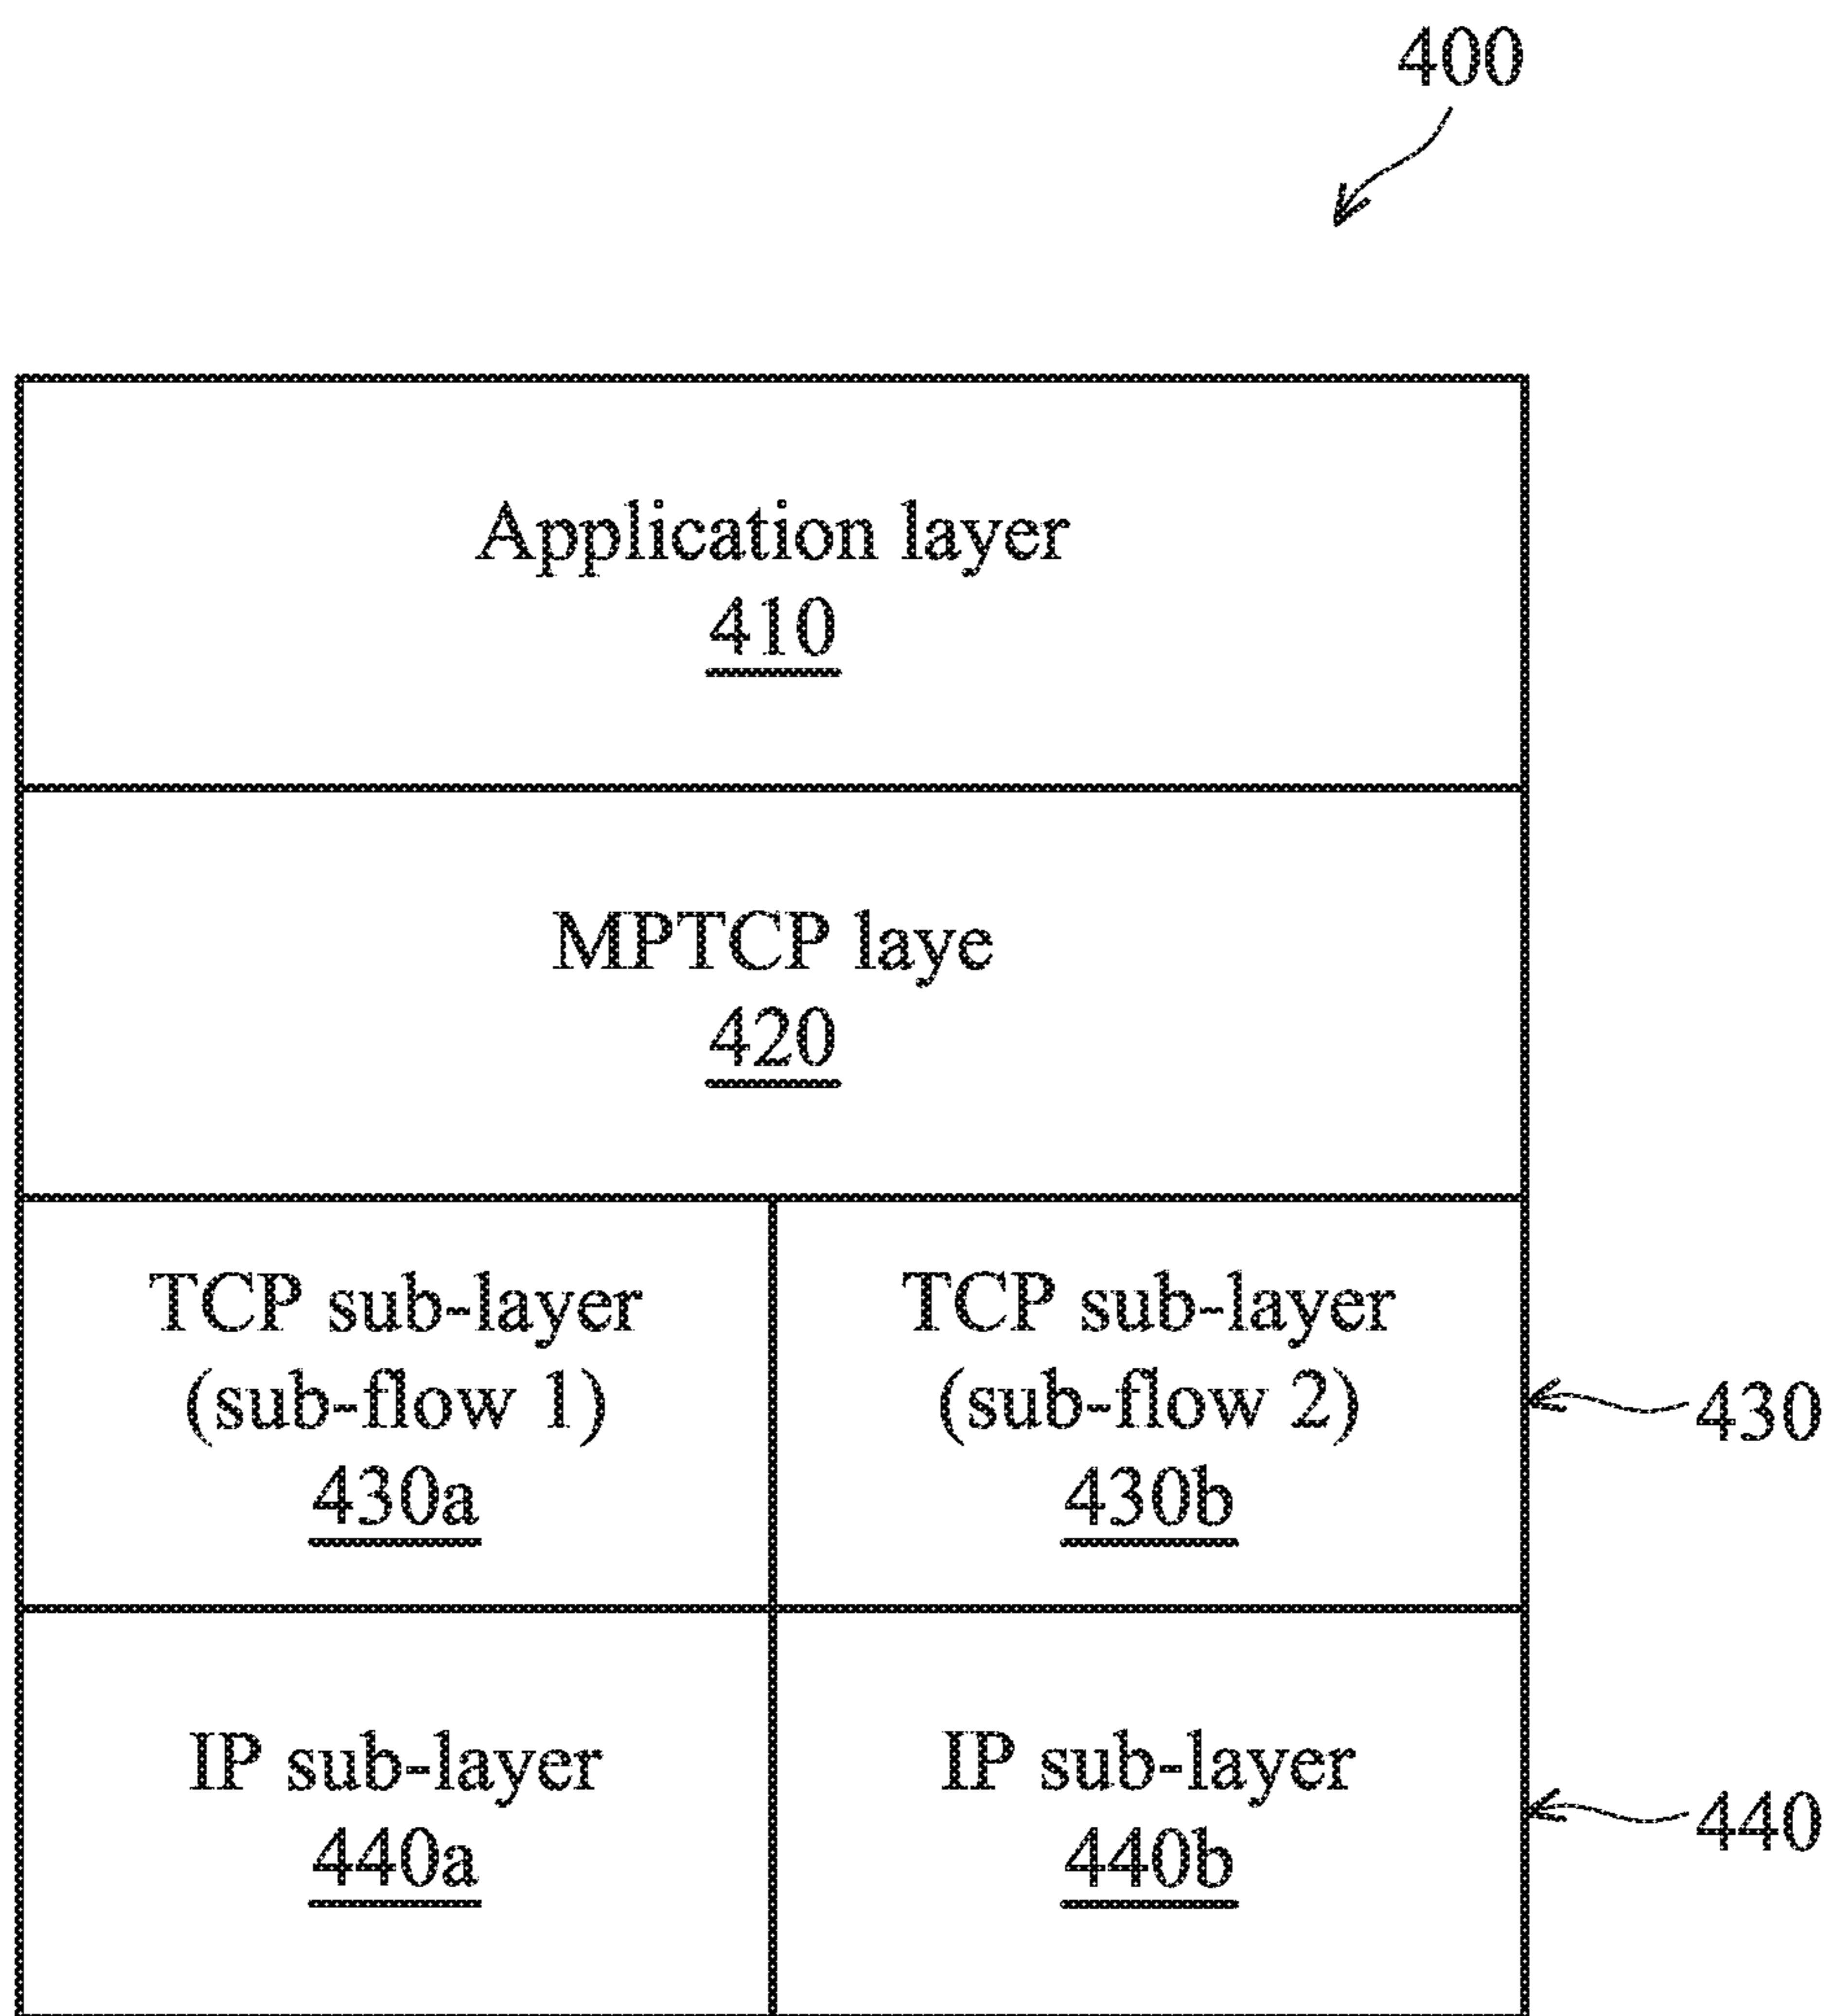 400
Application layer
410
MPTCP laye
420
TCP sub-layer
(sub-flow 1)
430a
TCP sub-layer
(sub-flow 2)
430b
430
IP sub-layer
440a
IP sub-layer
440b
440